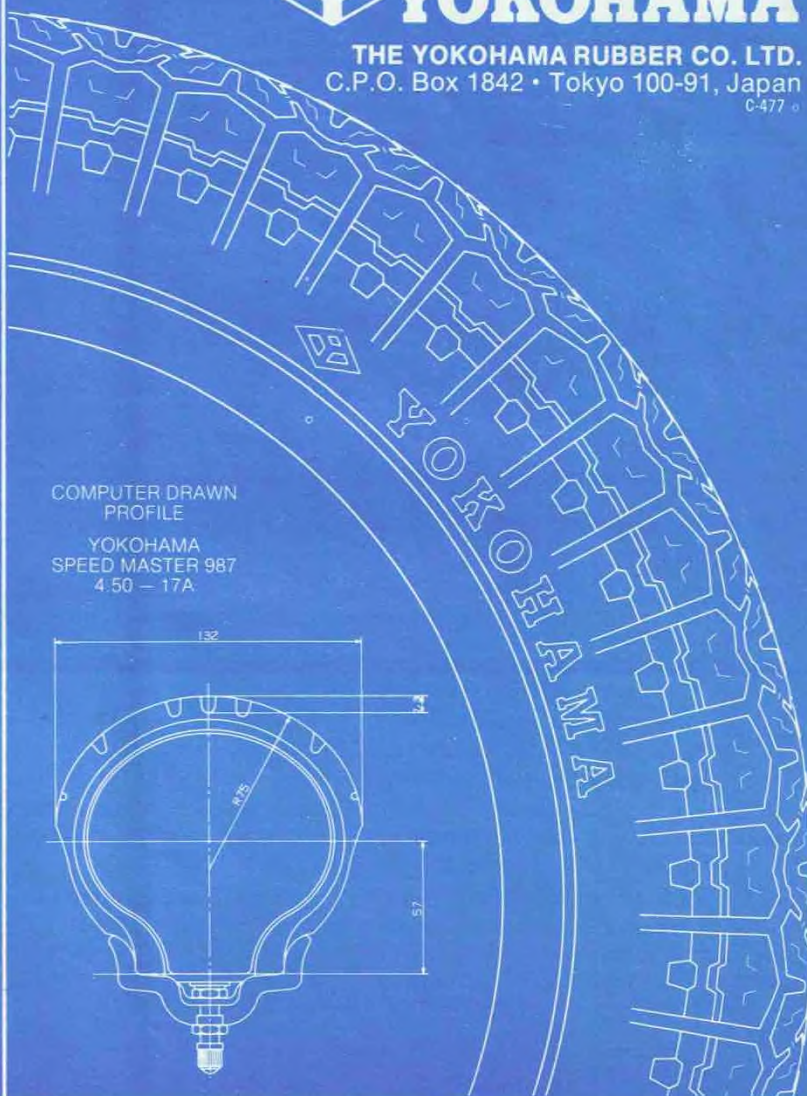 YOKOHAMA
THE YOKOHAMA RUBBER CO. LTD.
C.P.O. Box 1842 • Tokyo 100-91, Japan
C-477
YOKOHAMA
COMPUTER DRAWN
PROFILE
YOKOHAMA
SPEED MASTER 987
4.50 — 17A
132
R75
57